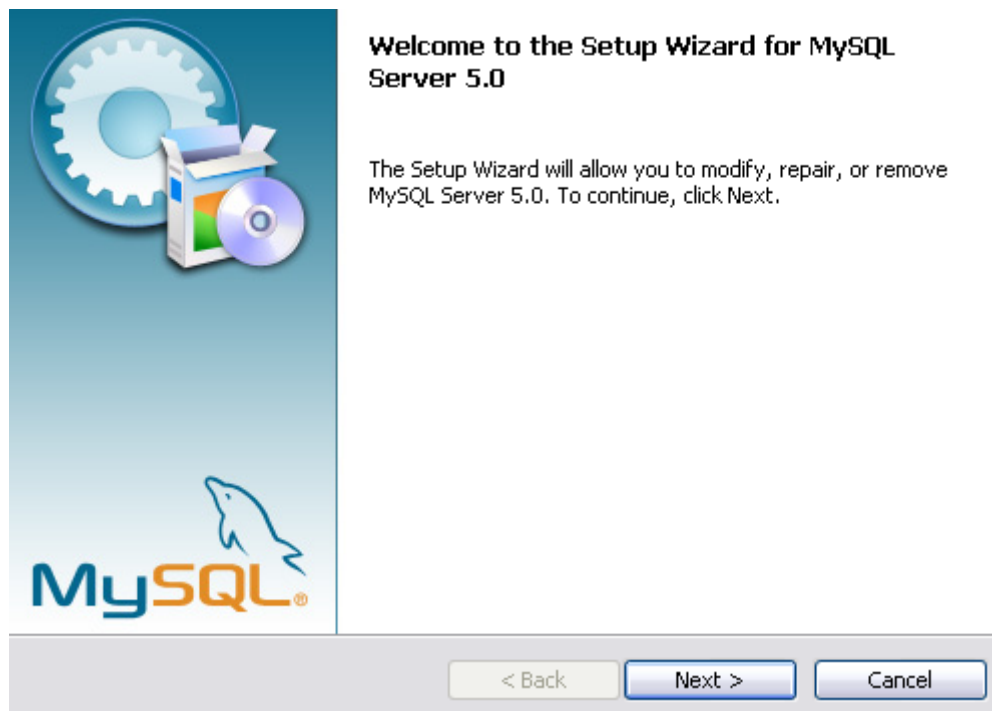 Welcome to the Setup Wizard for MySQL
Server 5.0
The Setup Wizard will allow you to modify, repair, or remove
MySQL Server 5.0. To continue, click Next.
MySQL®
< Back
Next >
Cancel